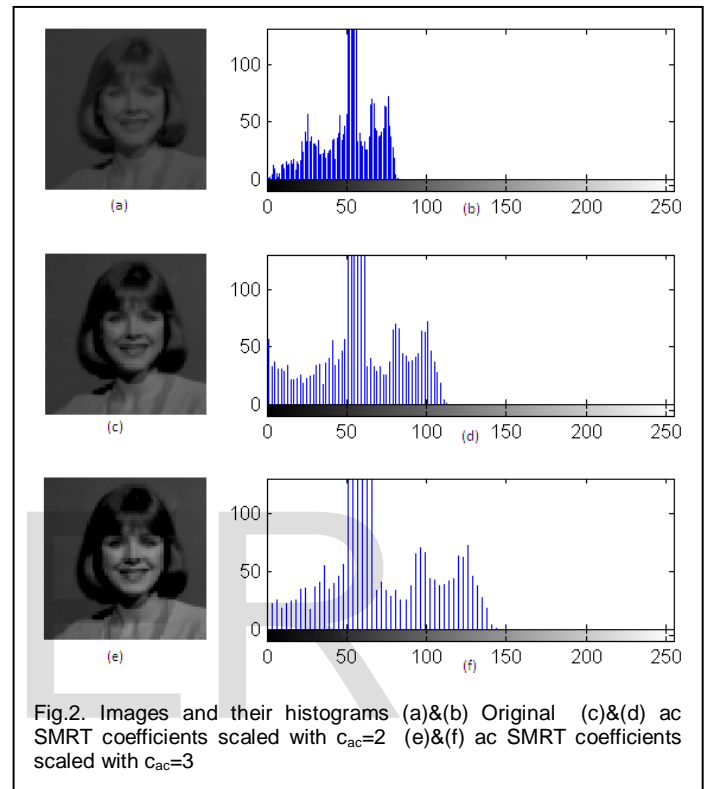 100
50
0
0 50 100 150 200 250
(a)
(b)
100
50
0
0 50 100 150 200 250
(c)
(d)
100
50
0
0 50 100 150 200 250
(e)
(f)
ER
Fig.2. Images and their histograms (a)&(b) Original (c)&(d) ac
SMRT coefficients scaled with cac=2 (e)&(f) ac SMRT coefficients
scaled with cac=3